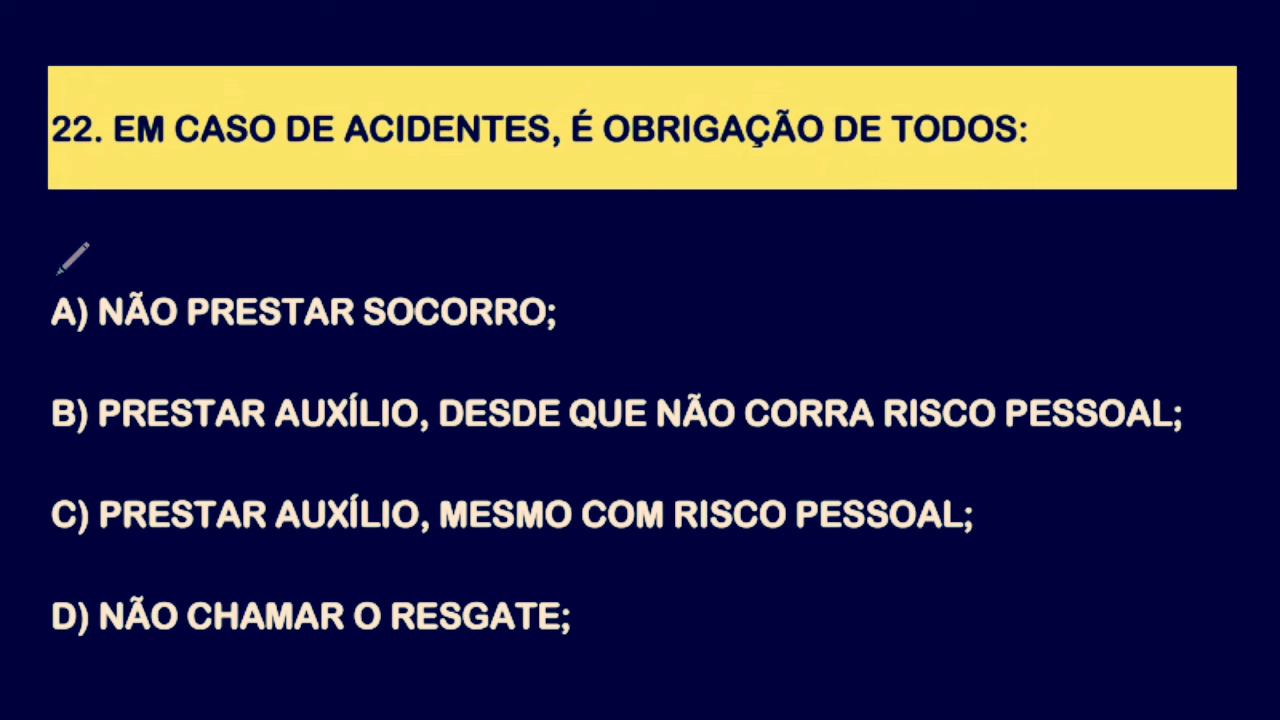 22. EM CASO DE ACIDENTES, É OBRIGAÇÃO DE TODOS:
A) NÃO PRESTAR SOCORRO;
B) PRESTAR AUXÍLIO, DESDE QUE NÃO CORRA RISCO PESSOAL;
C) PRESTAR AUXÍLIO, MESMO COM RISCO PESSOAL;
D) NÃO CHAMAR O RESGATE;